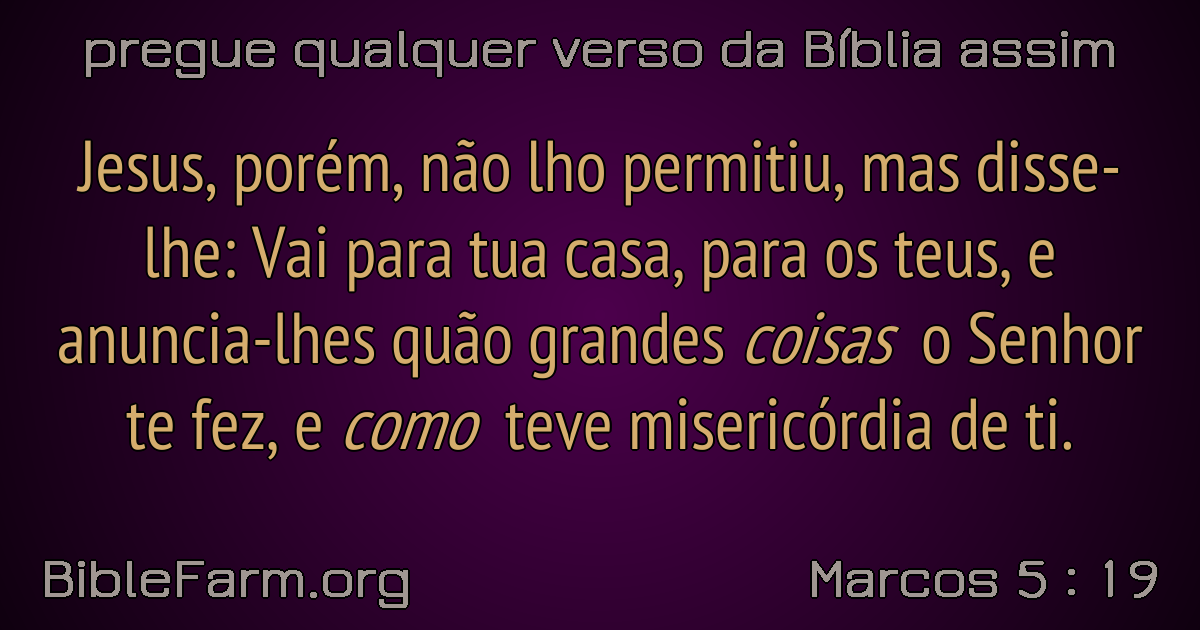 pregue qualquer verso da Bíblia assim
Jesus, porém, não lho permitiu, mas disse-
lhe: Vai para tua casa, para os teus, e
anuncia-lhes quão grandes coisas o Senhor
te fez, e como teve misericórdia de ti.
BibleFarm.org
Marcos 5 : 19